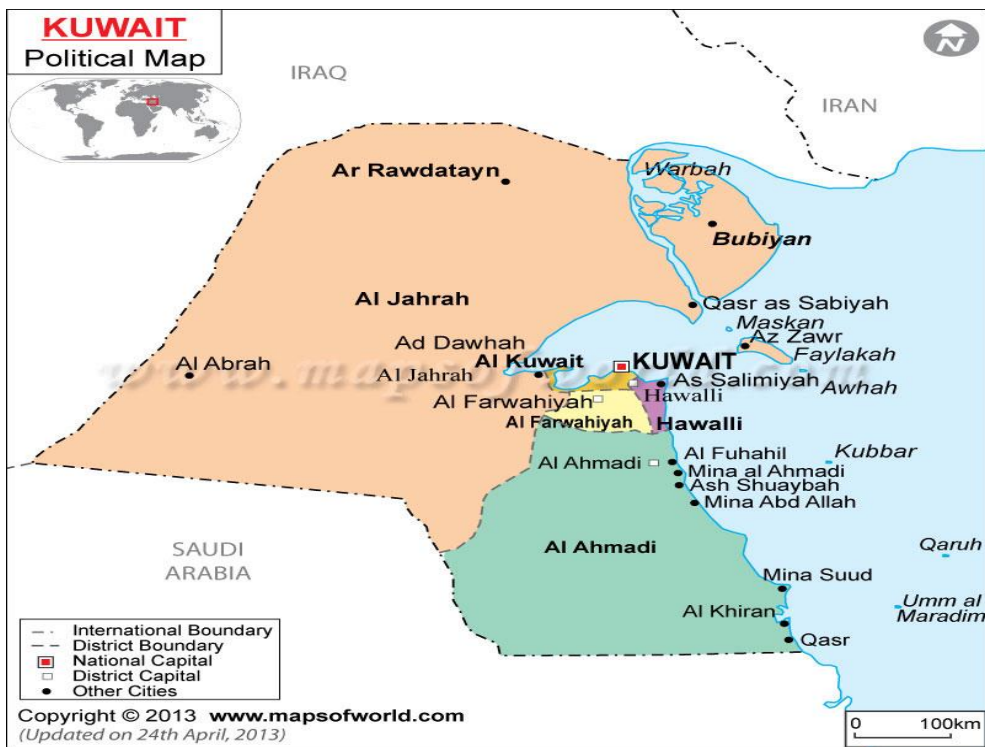 KUWAIT
Political Map
N
IRAQ
IRAN
Ar Rawdatayn
Warbah
Bubiyan
Al Jahrah
Qasr as Sabiyah
Maskan
Az Zawr
Faylakah
Awhah
Ad Dawhah
Al Kuwait
KUWAIT
Al Abrah
Al Jahrah
As Salimiyah
Hawalli
www.mapsofworld.com
Al Farwahiyah
Al Farwahiyah
Hawalli
Al Ahmadi
Al Fuhahil
Mina al Ahmadi
Ash Shuaybah
Mina Abd Allah
Kubbar
SAUDI
ARABIA
Al Ahmadi
Qaruh
Mina Suud
Al Khiran
Umm al
Maradim
Qasr
International Boundary
District Boundary
National Capital
District Capital
Other Cities
Copyright © 2013 www.mapsofworld.com
(Updated on 24th April, 2013)
0 100km